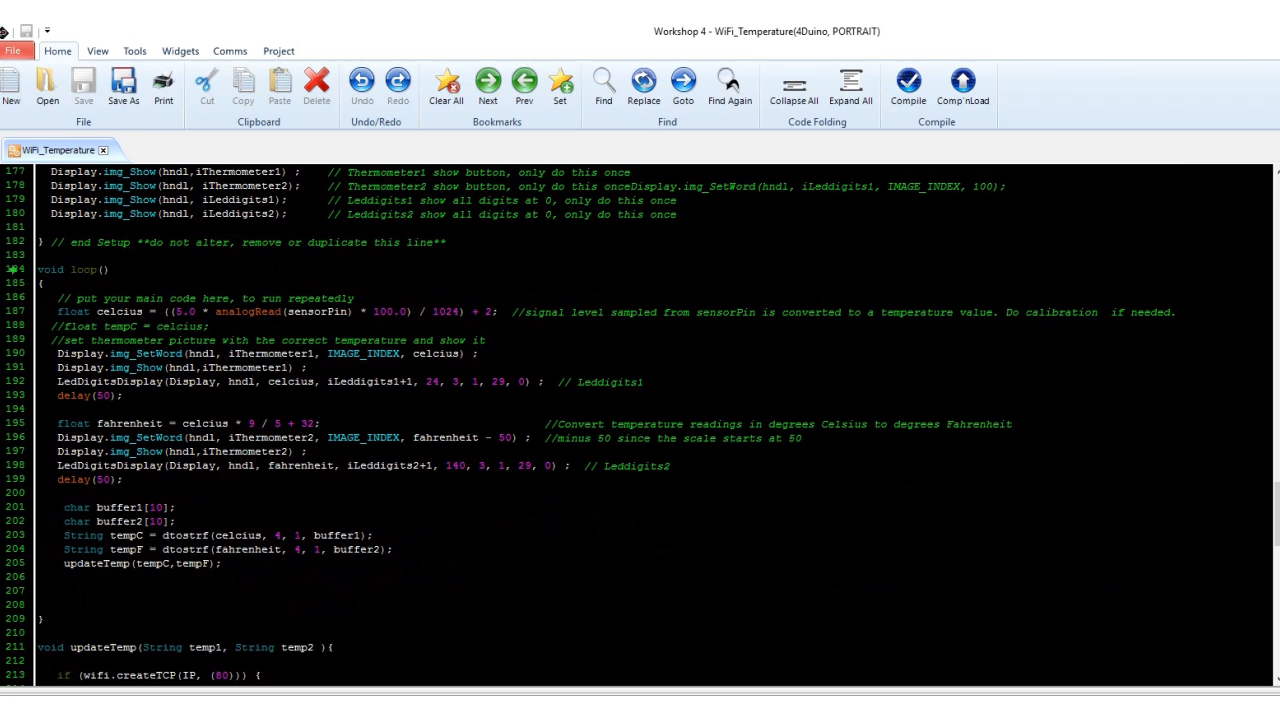 Workshop 4 - WiFi_Temperature(4Duino, PORTRAIT)
File Home View Tools Widgets Comms Project
New Open Save Save As Print Cut Copy Paste Delete Undo Redo Clear All Next Prev Set Find Replace Goto Find Again Collapse All Expand All Compile Comp'nLoad
File Clipboard Undo/Redo Bookmarks Find Code Folding Compile
WiFi_Temperature
177 Display.img_Show(hndl,iThermometer1) ; // Thermometer1 show button, only do this once
178 Display.img_Show(hndl, iThermometer2); // Thermometer2 show button, only do this onceDisplay.img_SetWord(hndl, iLeddigits1, IMAGE_INDEX, 100);
179 Display.img_Show(hndl, iLeddigits1); // Leddigits1 show all digits at 0, only do this once
180 Display.img_Show(hndl, iLeddigits2); // Leddigits2 show all digits at 0, only do this once
181
182 } // end Setup **do not alter, remove or duplicate this line**
183
184 void loop()
185 {
186 // put your main code here, to run repeatedly
187 float celcius = ((5.0 * analogRead(sensorPin) * 100.0) / 1024) + 2; //signal level sampled from sensorPin is converted to a temperature value. Do calibration if needed.
188 //float tempC = celcius;
189 //set thermometer picture with the correct temperature and show it
190 Display.img_SetWord(hndl, iThermometer1, IMAGE_INDEX, celcius) ;
191 Display.img_Show(hndl,iThermometer1) ;
192 LedDigitsDisplay(Display, hndl, celcius, iLeddigits1+1, 24, 3, 1, 29, 0) ; // Leddigits1
193 delay(50);
194
195 float fahrenheit = celcius * 9 / 5 + 32; //Convert temperature readings in degrees Celsius to degrees Fahrenheit
196 Display.img_SetWord(hndl, iThermometer2, IMAGE_INDEX, fahrenheit - 50) ; //minus 50 since the scale starts at 50
197 Display.img_Show(hndl,iThermometer2) ;
198 LedDigitsDisplay(Display, hndl, fahrenheit, iLeddigits2+1, 140, 3, 1, 29, 0) ; // Leddigits2
199 delay(50);
200
201 char buffer1[10];
202 char buffer2[10];
203 String tempC = dtostrf(celcius, 4, 1, buffer1);
204 String tempF = dtostrf(fahrenheit, 4, 1, buffer2);
205 updateTemp(tempC,tempF);
206
207
208
209 }
210
211 void updateTemp(String temp1, String temp2 ){
212
213 if (wifi.createTCP(IP, (80))) {